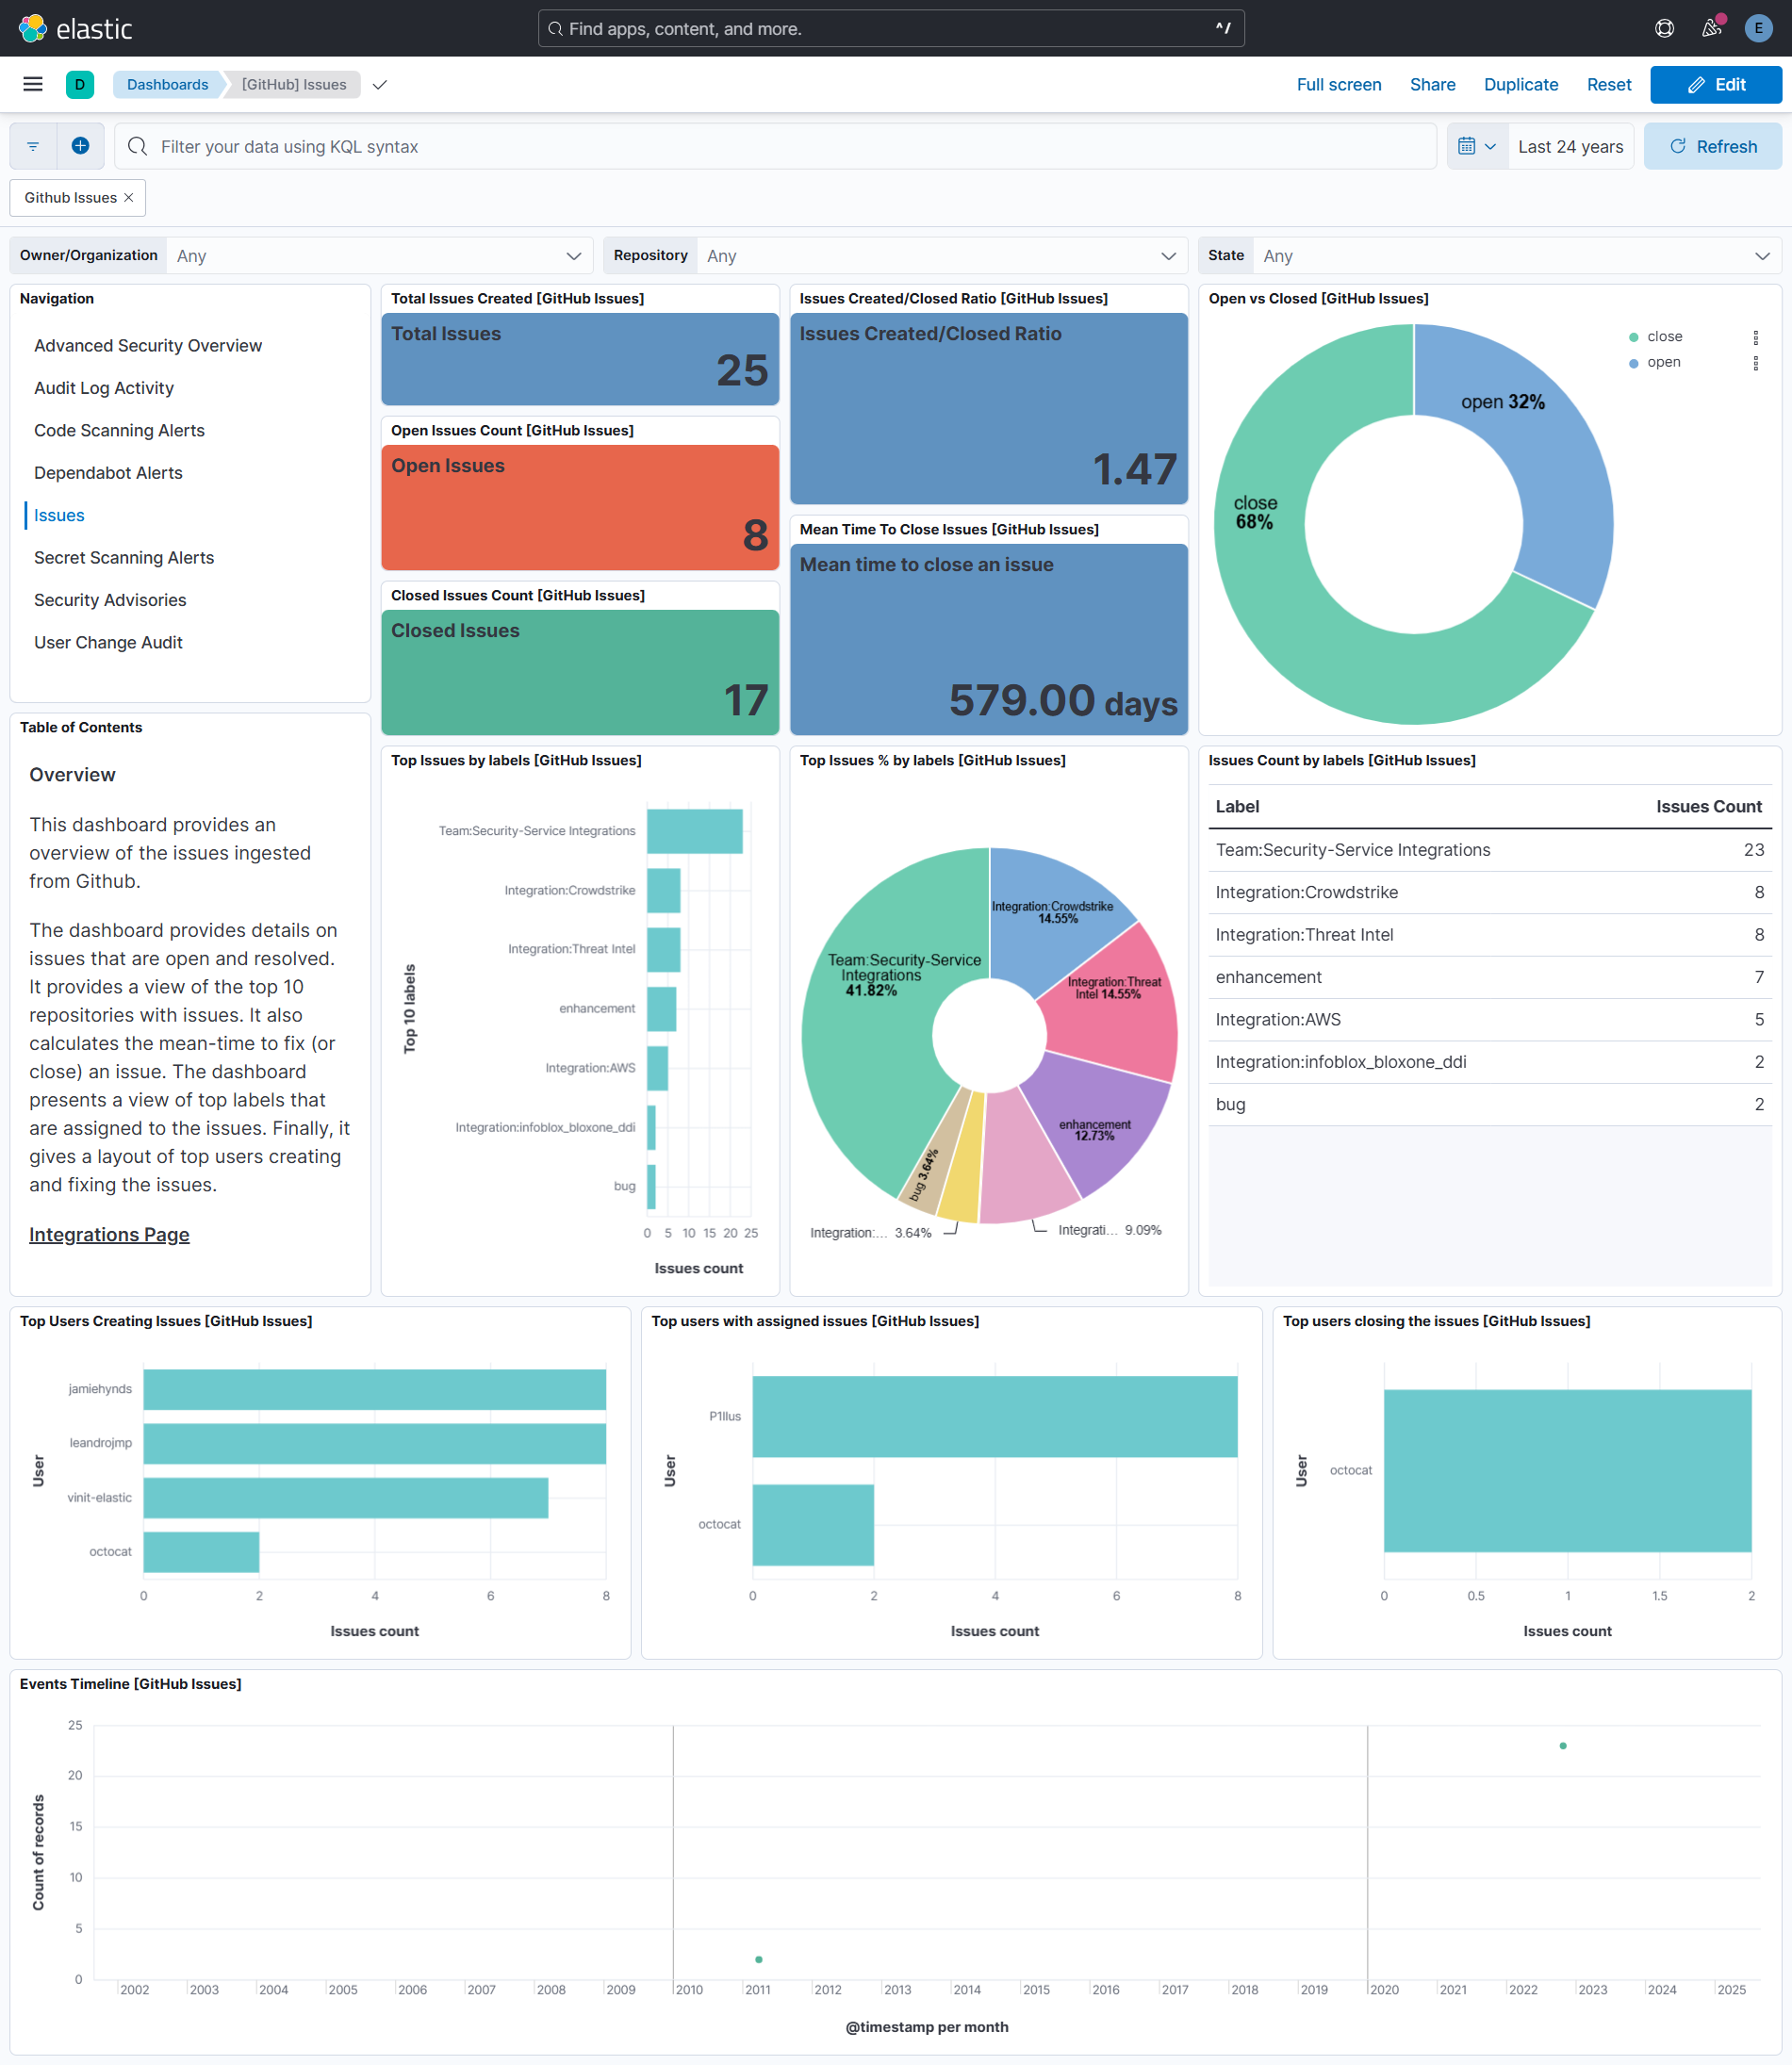 elastic
Find apps, content, and more.
^/
E
D
Dashboards
[GitHub] Issues
Full screen
Share
Duplicate
Reset
Edit
Filter your data using KQL syntax
Last 24 years
Refresh
Github Issues
Owner/Organization
Any
Repository
Any
State
Any
Navigation
Advanced Security Overview
Audit Log Activity
Code Scanning Alerts
Dependabot Alerts
Issues
Secret Scanning Alerts
Security Advisories
User Change Audit
Total Issues Created [GitHub Issues]
Total Issues
25
Open Issues Count [GitHub Issues]
Open Issues
8
Closed Issues Count [GitHub Issues]
Closed Issues
17
Issues Created/Closed Ratio [GitHub Issues]
Issues Created/Closed Ratio
1.47
Mean Time To Close Issues [GitHub Issues]
Mean time to close an issue
579.00 days
Open vs Closed [GitHub Issues]
close
open
open 32%
close
68%
Table of Contents
Overview
This dashboard provides an
overview of the issues ingested
from Github.
The dashboard provides details on
issues that are open and resolved.
It provides a view of the top 10
repositories with issues. It also
calculates the mean-time to fix (or
close) an issue. The dashboard
presents a view of top labels that
are assigned to the issues. Finally, it
gives a layout of top users creating
and fixing the issues.
Integrations Page
Top Issues by labels [GitHub Issues]
Top 10 labels
Team:Security-Service Integrations
Integration:Crowdstrike
Integration:Threat Intel
enhancement
Integration:AWS
Integration:infoblox_bloxone_ddi
bug
0 5 10 15 20 25
Issues count
Top Issues % by labels [GitHub Issues]
Integration:Crowdstrike
14.55%
Team:Security-Service
Integrations
41.82%
Integration:Threat
Intel 14.55%
enhancement
12.73%
bug 3.64%
Integration:... 3.64%
Integrati... 9.09%
Issues Count by labels [GitHub Issues]
Label Issues Count
Team:Security-Service Integrations 23
Integration:Crowdstrike 8
Integration:Threat Intel 8
enhancement 7
Integration:AWS 5
Integration:infoblox_bloxone_ddi 2
bug 2
Top Users Creating Issues [GitHub Issues]
User
jamiehynds
leandrojmp
vinit-elastic
octocat
0 2 4 6 8
Issues count
Top users with assigned issues [GitHub Issues]
User
P1llus
octocat
0 2 4 6 8
Issues count
Top users closing the issues [GitHub Issues]
User
octocat
0 0.5 1 1.5 2
Issues count
Events Timeline [GitHub Issues]
Count of records
25
20
15
10
5
0
2002 2003 2004 2005 2006 2007 2008 2009 2010 2011 2012 2013 2014 2015 2016 2017 2018 2019 2020 2021 2022 2023 2024 2025
@timestamp per month